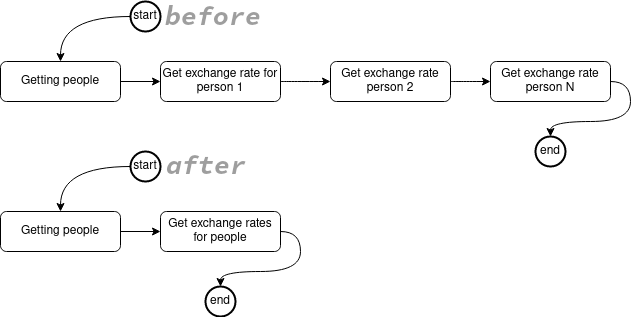 start
before
Getting people
Get exchange rate for
person 1
Get exchange rate
person 2
Get exchange rate
person N
end
start
after
Getting people
Get exchange rates
for people
end